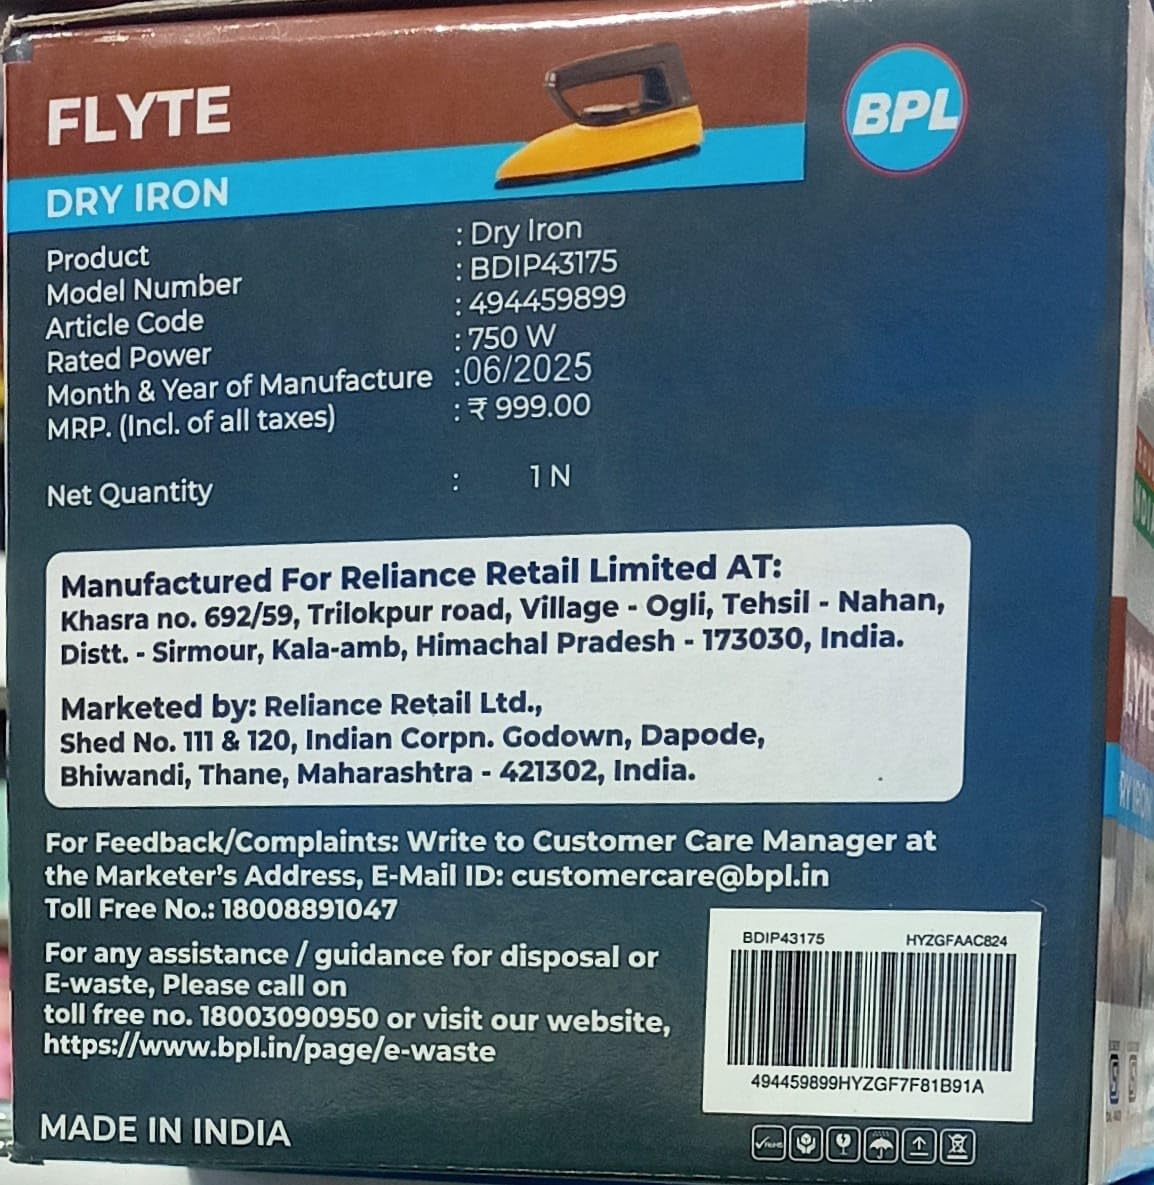 FLYTE
BPL
DRY IRON
Product : Dry Iron
Model Number : BDIP43175
Article Code : 494459899
Rated Power : 750 W
Month & Year of Manufacture :06/2025
MRP. (Incl. of all taxes) : ₹ 999.00
Net Quantity : 1 N
Manufactured For Reliance Retail Limited AT:
Khasra no. 692/59, Trilokpur road, Village - Ogli, Tehsil - Nahan,
Distt. - Sirmour, Kala-amb, Himachal Pradesh - 173030, India.
Marketed by: Reliance Retail Ltd.,
Shed No. 111 & 120, Indian Corpn. Godown, Dapode,
Bhiwandi, Thane, Maharashtra - 421302, India.
For Feedback/Complaints: Write to Customer Care Manager at
the Marketer's Address, E-Mail ID: customercare@bpl.in
Toll Free No.: 18008891047
For any assistance / guidance for disposal or
E-waste, Please call on
toll free no. 18003090950 or visit our website,
https://www.bpl.in/page/e-waste
BDIP43175 HYZGFAAC824
494459899HYZGF7F81B91A
MADE IN INDIA